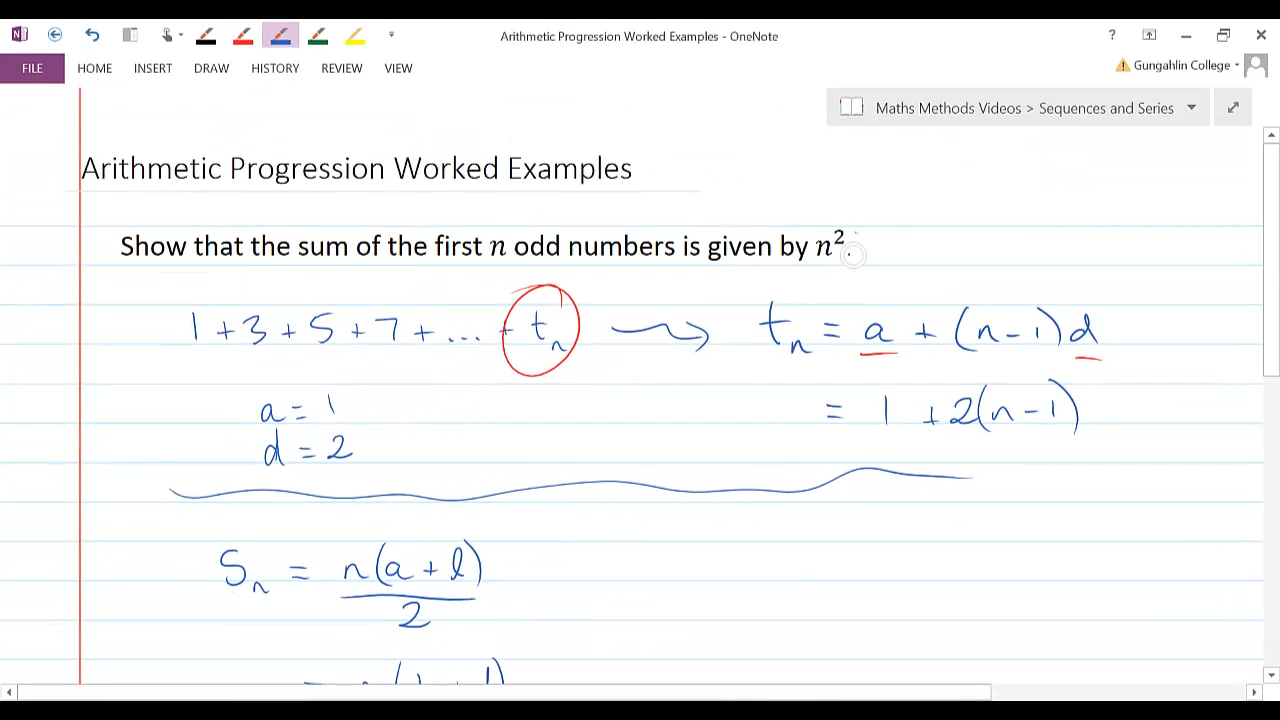 Arithmetic Progression Worked Examples - OneNote
?
FILE HOME INSERT DRAW HISTORY REVIEW VIEW
Gungahlin College
Maths Methods Videos > Sequences and Series
Arithmetic Progression Worked Examples
Show that the sum of the first n odd numbers is given by n².
1 + 3 + 5 + 7 + ... + tₙ tₙ = a + (n-1)d
a = 1 = 1 + 2(n-1)
d = 2
Sₙ = n(a + l)
2